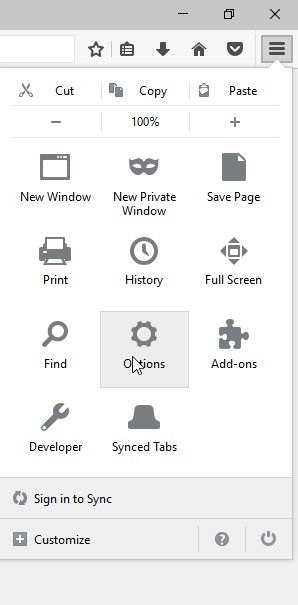 Cut Copy Paste
100%
New Window New Private Save Page
Window
Print History Full Screen
Find Options Add-ons
Developer Synced Tabs
Sign in to Sync
Customize